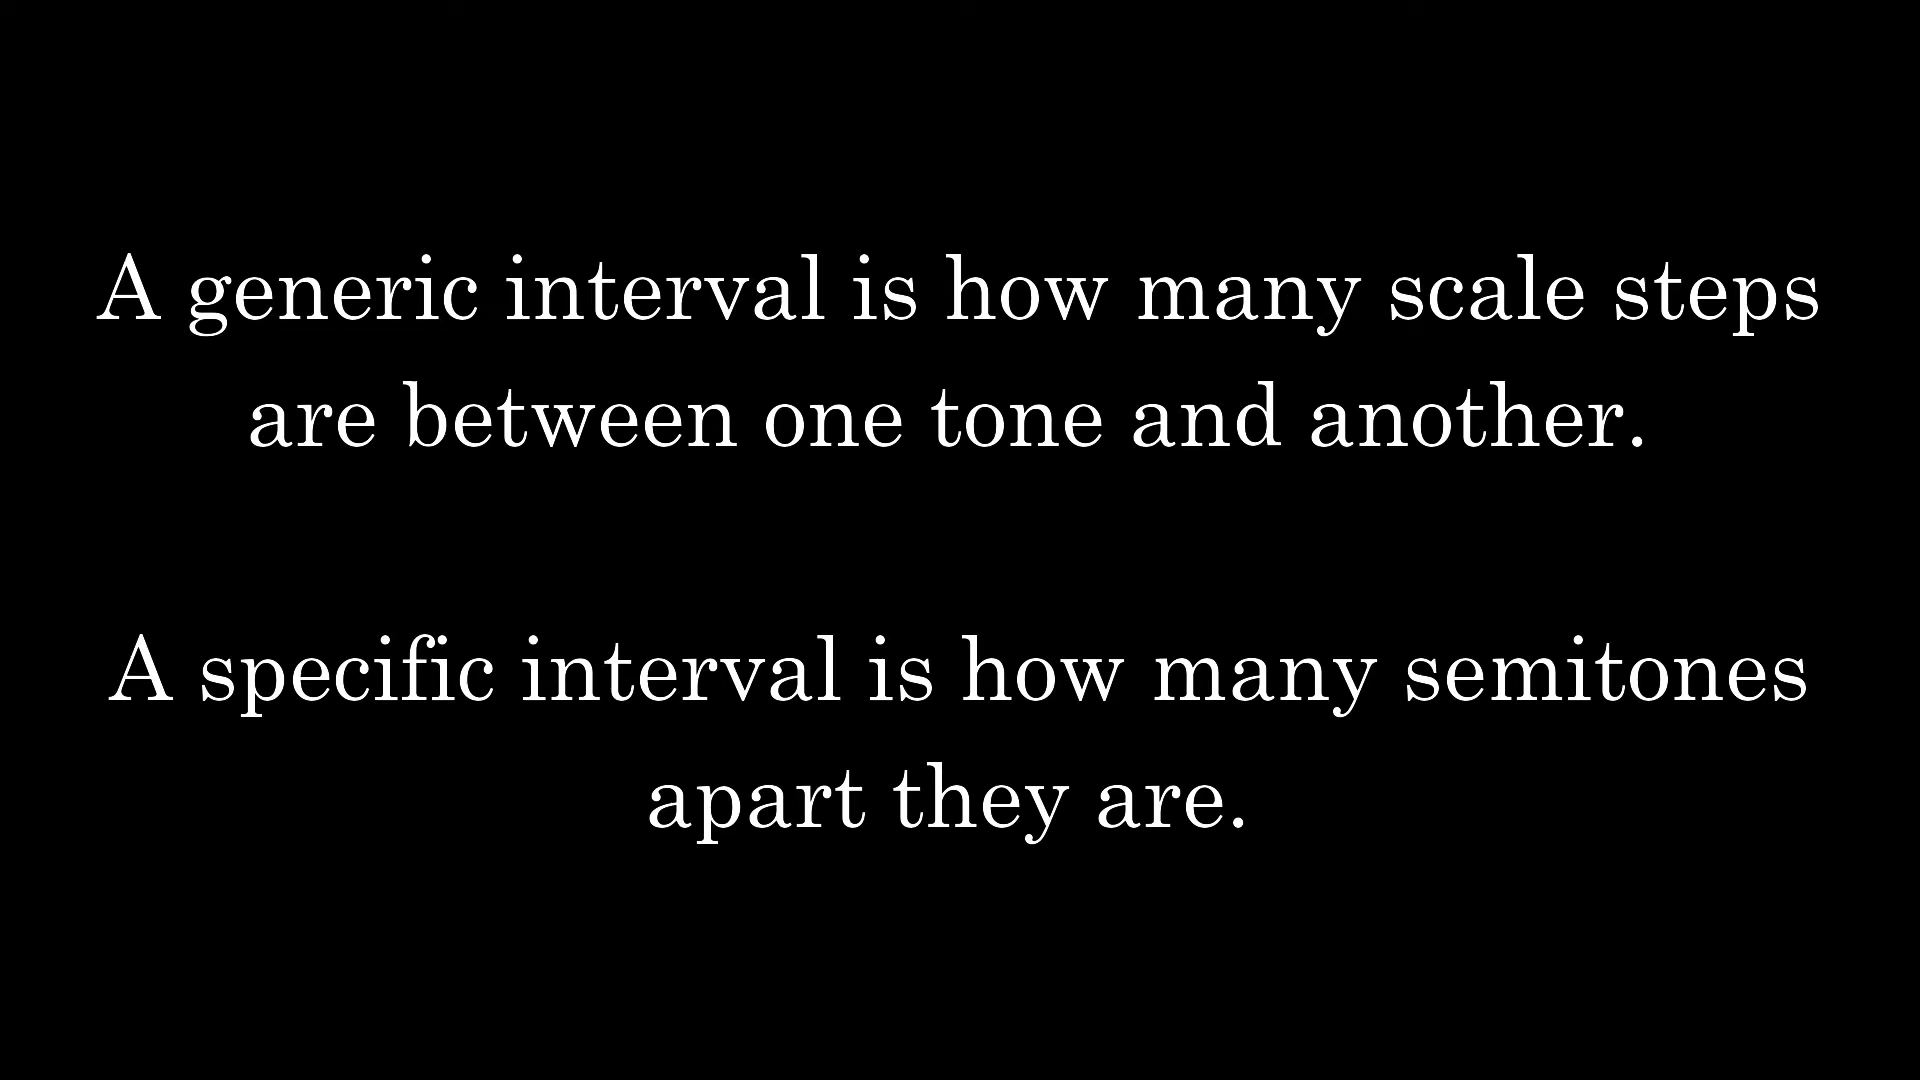 A generic interval is how many scale steps
are between one tone and another.
A specific interval is how many semitones
apart they are.